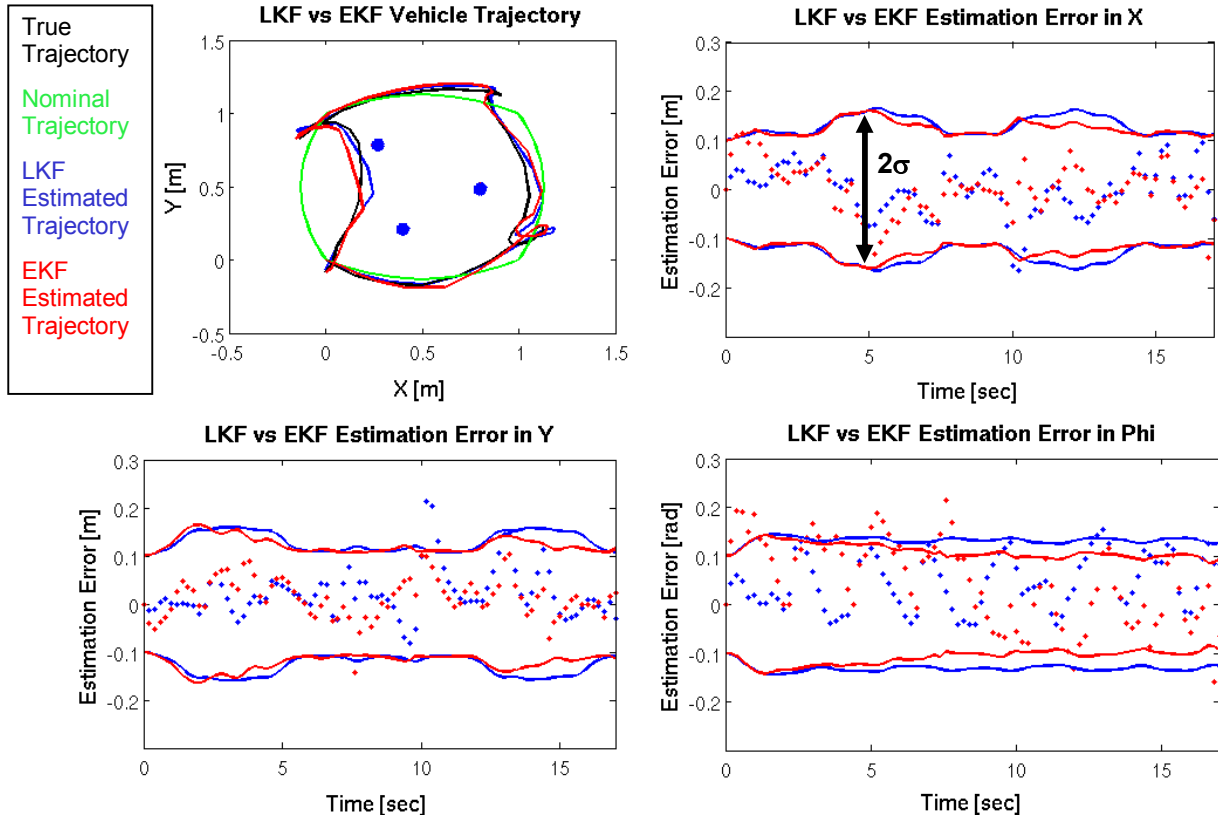 True
Trajectory
Nominal
Trajectory
LKF
Estimated
Trajectory
EKF
Estimated
Trajectory
LKF vs EKF Vehicle Trajectory
1.5
1
0.5
0
-0.5
-0.5
0
0.5
1
1.5
Y [m]
X [m]
LKF vs EKF Estimation Error in X
0.3
0.2
0.1
0
-0.1
-0.2
0
5
10
15
2σ
Estimation Error [m]
Time [sec]
LKF vs EKF Estimation Error in Y
0.3
0.2
0.1
0
-0.1
-0.2
0
5
10
15
Estimation Error [m]
Time [sec]
LKF vs EKF Estimation Error in Phi
0.3
0.2
0.1
0
-0.1
-0.2
0
5
10
15
Estimation Error [rad]
Time [sec]